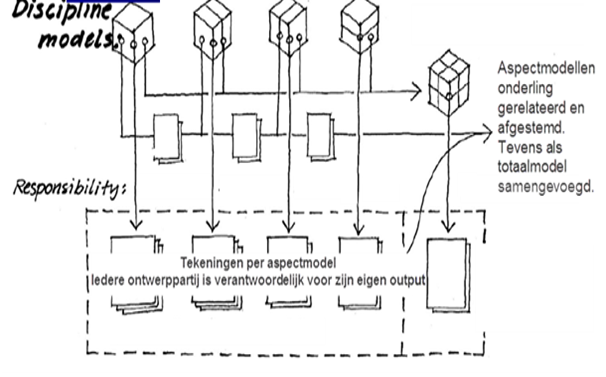 Discipline
models:
Aspectmodellen
onderling
gerelateerd en
afgestemd.
Tevens als
totaalmodel
samengevoegd.
Responsibility:
Tekeningen per aspectmodel
Iedere ontwerppartij is verantwoordelijk voor zijn eigen output